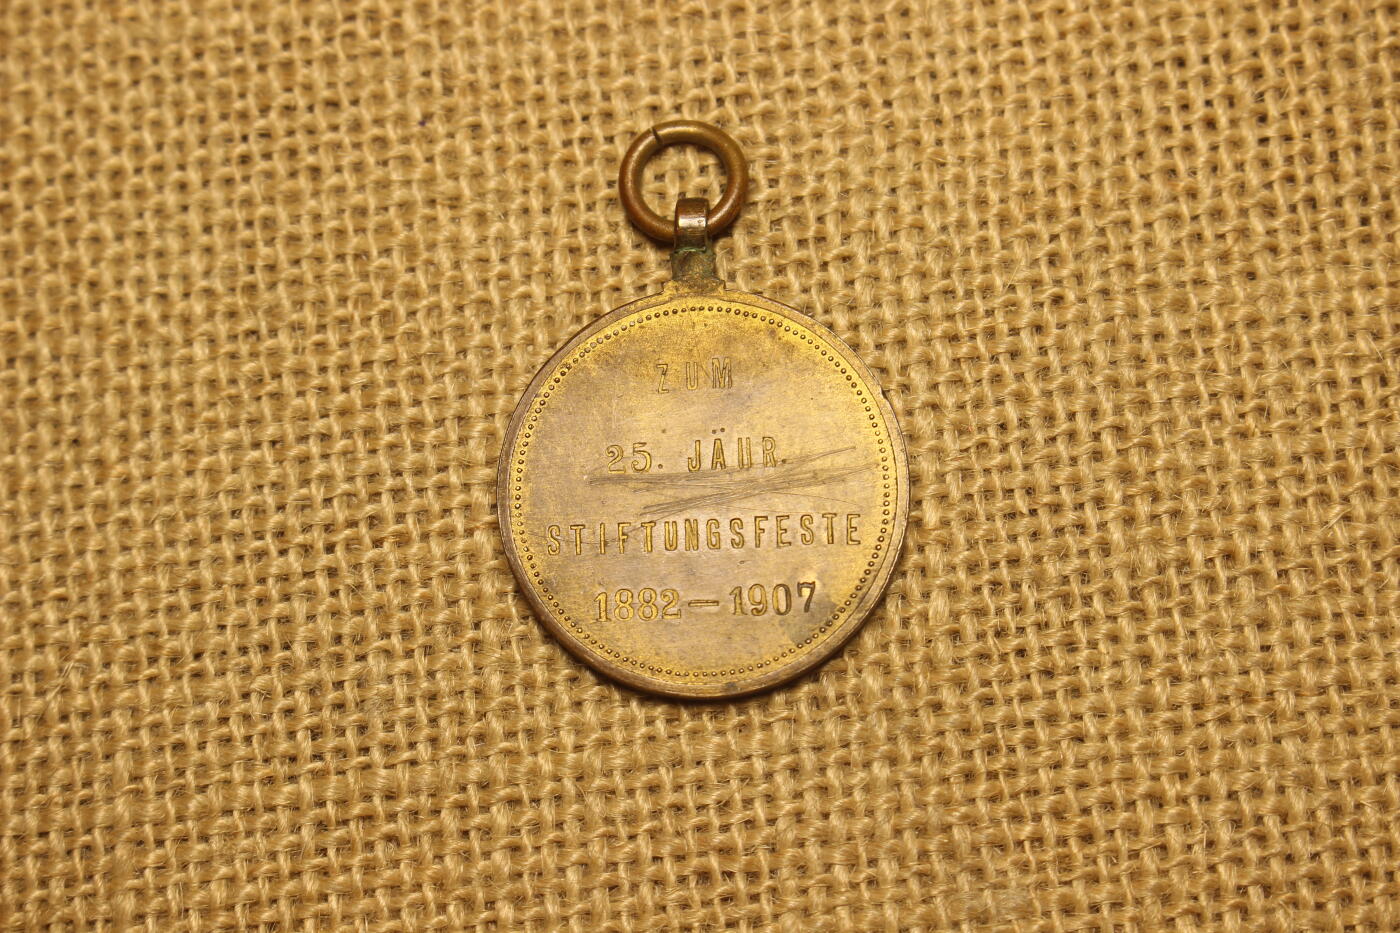 ZUM
25. JÄHR.
STIFTUNGSFESTE
1882-1907